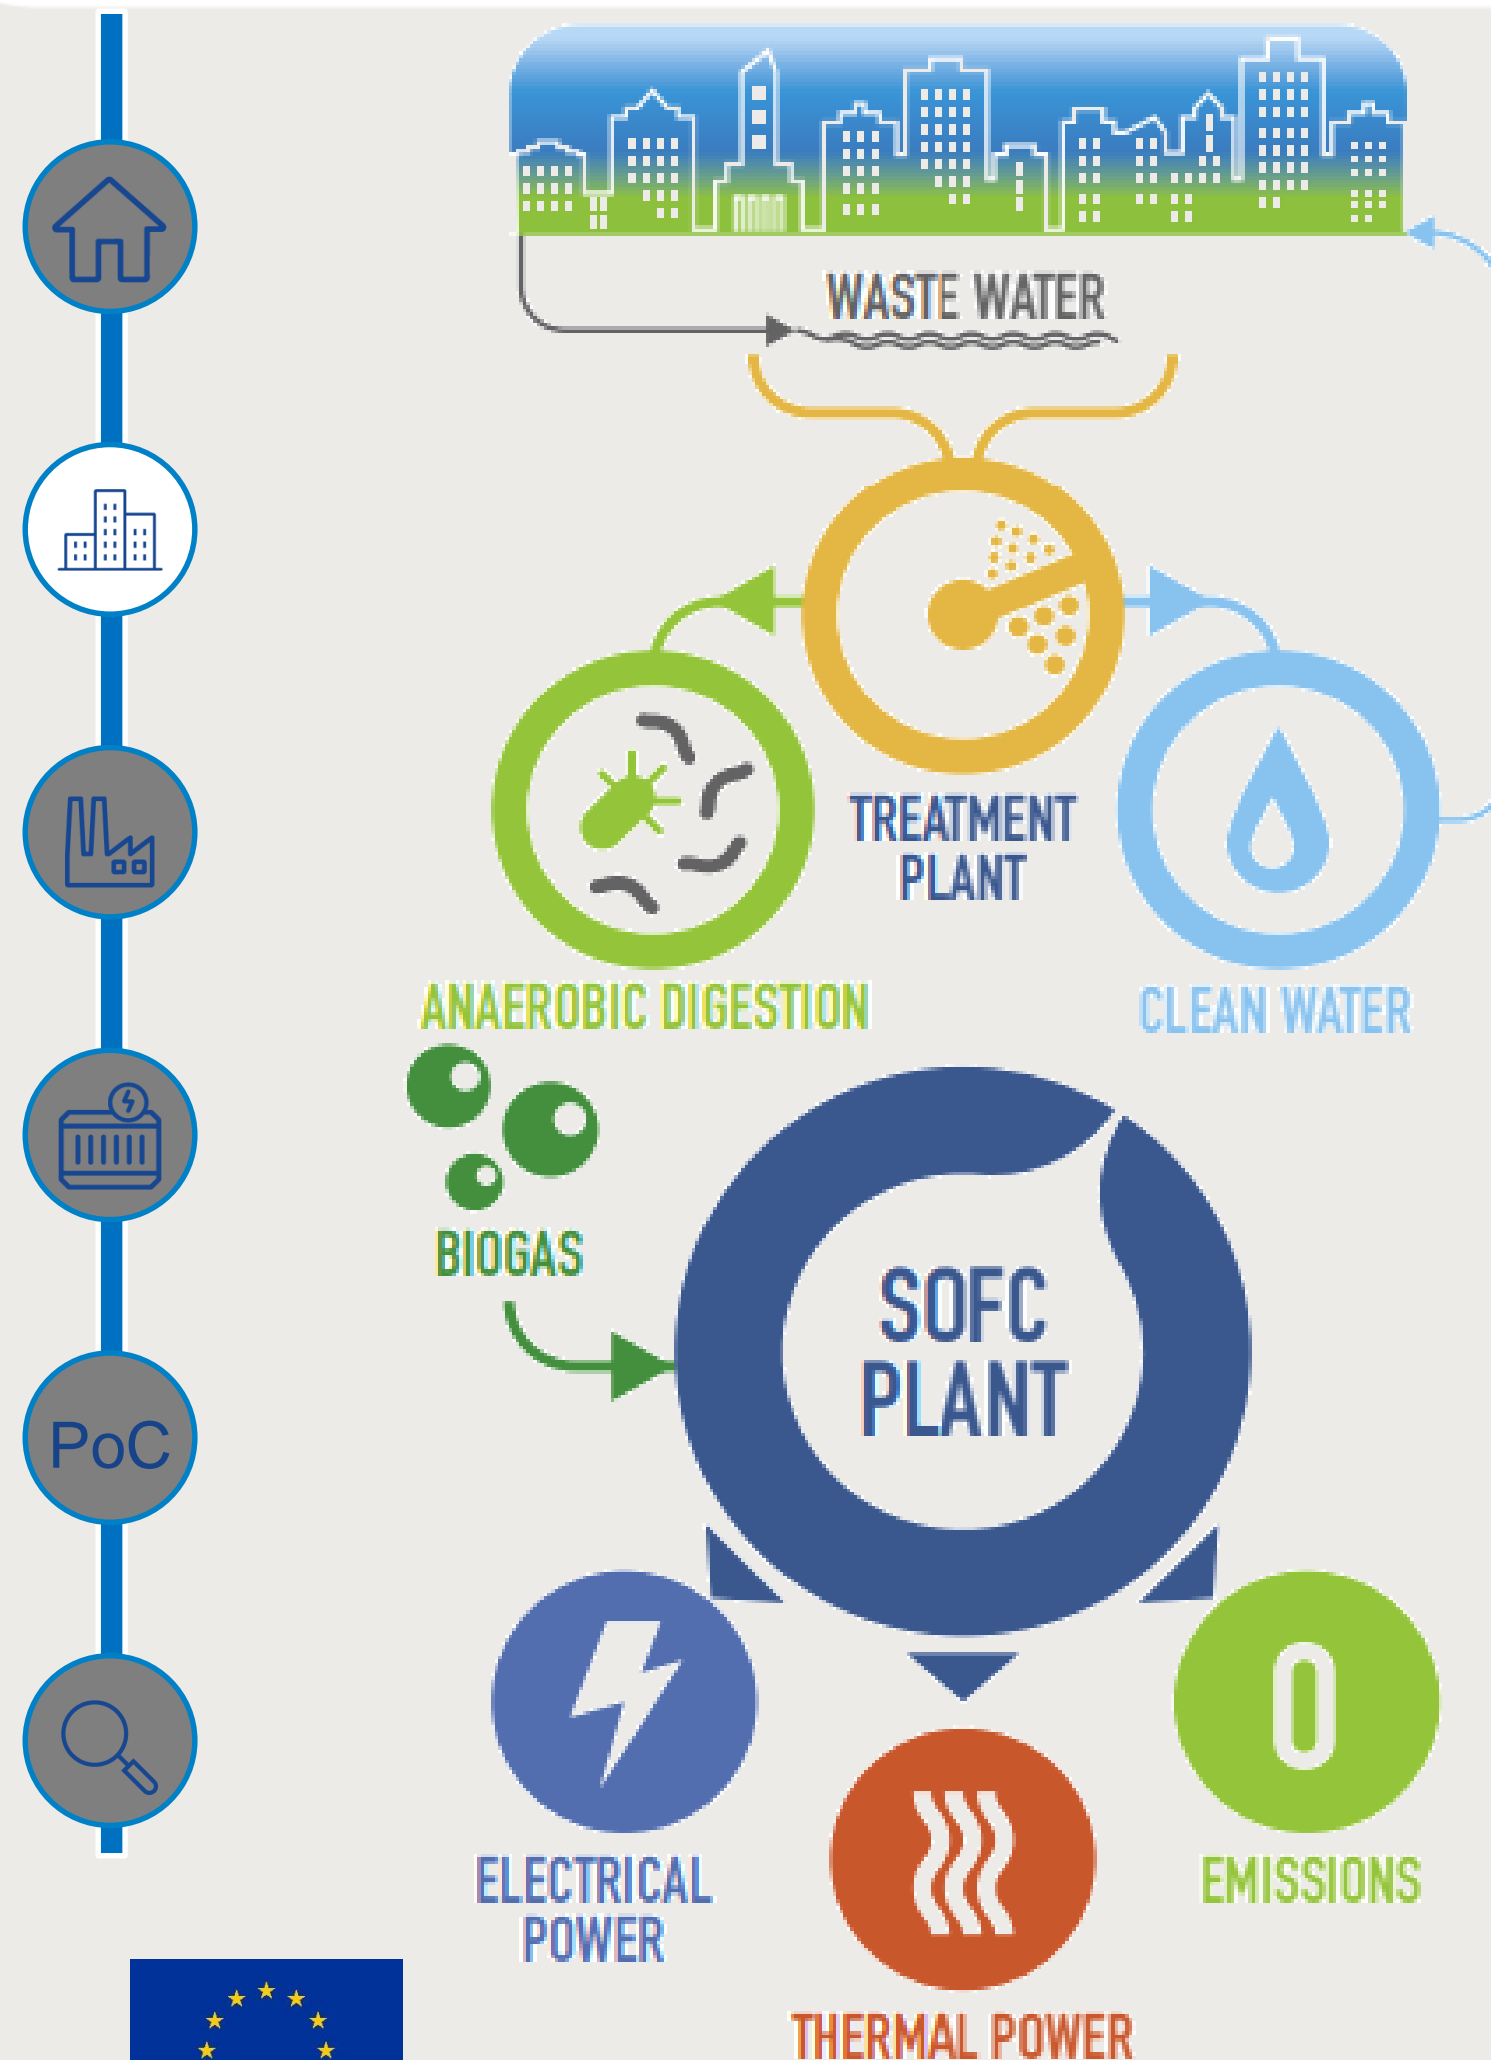 WASTE WATER
TREATMENT
PLANT
ANAEROBIC DIGESTION
CLEAN WATER
BIOGAS
SOFC
PLANT
PoC
0
ELECTRICAL
POWER
EMISSIONS
THERMAL POWER